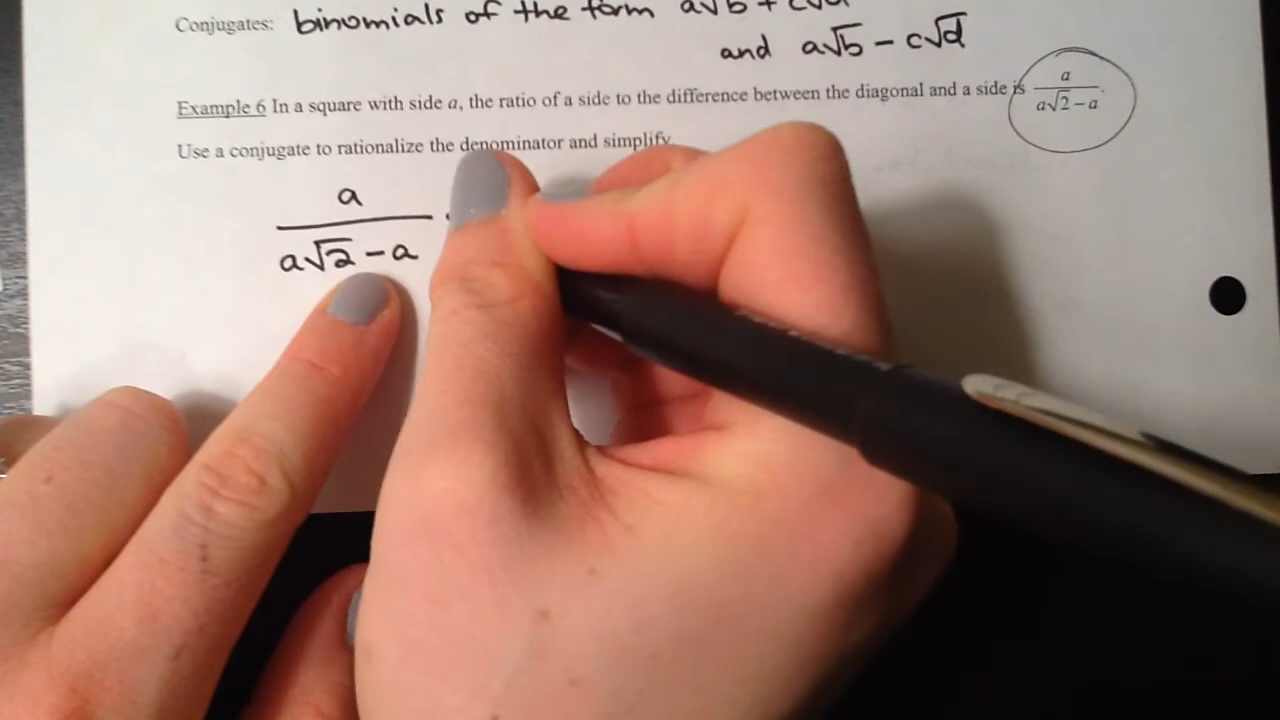 Conjugates: binomials of the form a√b + c√d
and a√b – c√d
Example 6 In a square with side a, the ratio of a side to the difference between the diagonal and a side is a/(a√2 – a).
Use a conjugate to rationalize the denominator and simplify.
a
a√2 – a